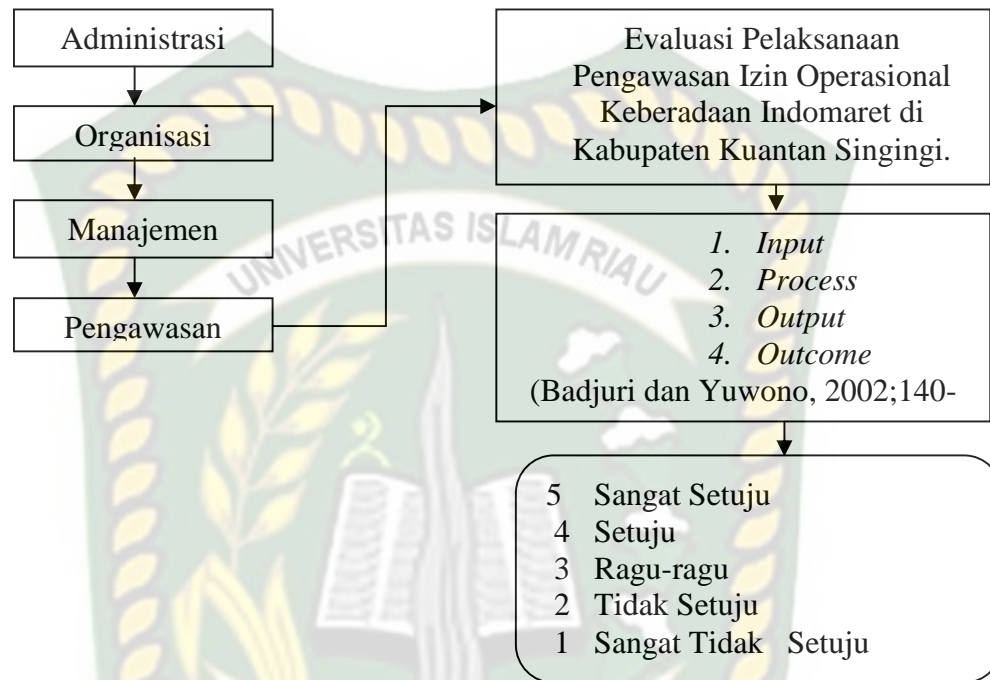 Administrasi
Organisasi
Manajemen
Pengawasan
Evaluasi Pelaksanaan
Pengawasan Izin Operasional
Keberadaan Indomaret di
Kabupaten Kuantan Singingi.
1. Input
2. Process
3. Output
4. Outcome
(Badjuri dan Yuwono, 2002;140-
5 Sangat Setuju
4 Setuju
3 Ragu-ragu
2 Tidak Setuju
1 Sangat Tidak Setuju
UNIVERSITAS ISLAM RIAU